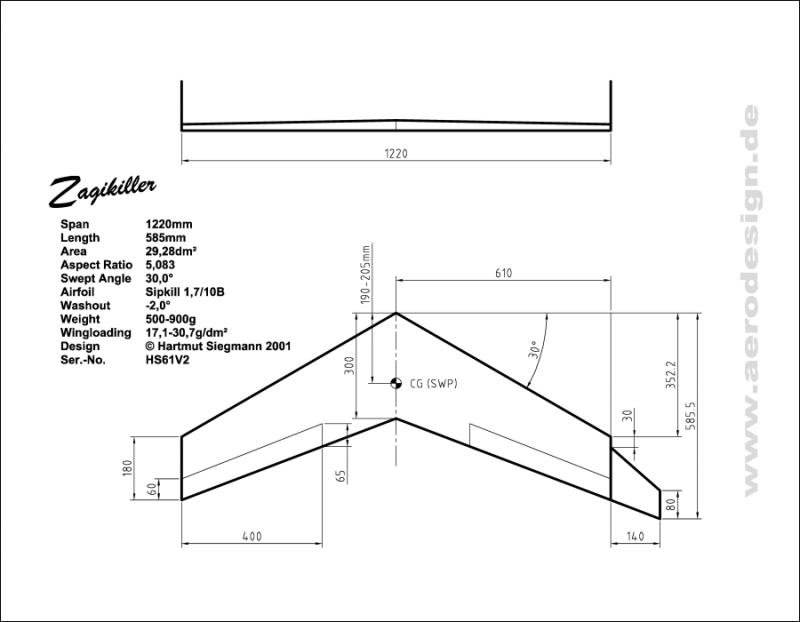 1220
Zagikiller
Span 1220mm
Length 585mm
Area 29,28dm²
Aspect Ratio 5,083
Swept Angle 30,0°
Airfoil Sipkill 1,7/10B
Washout -2,0°
Weight 500-900g
Wingloading 17,1-30,7g/dm²
Design © Hartmut Siegmann 2001
Ser.-No. HS61V2
www.aerodesign.de
190-205mm
610
300
30°
CG (SWP)
352.2
585.5
30
180
60
65
80
400
140